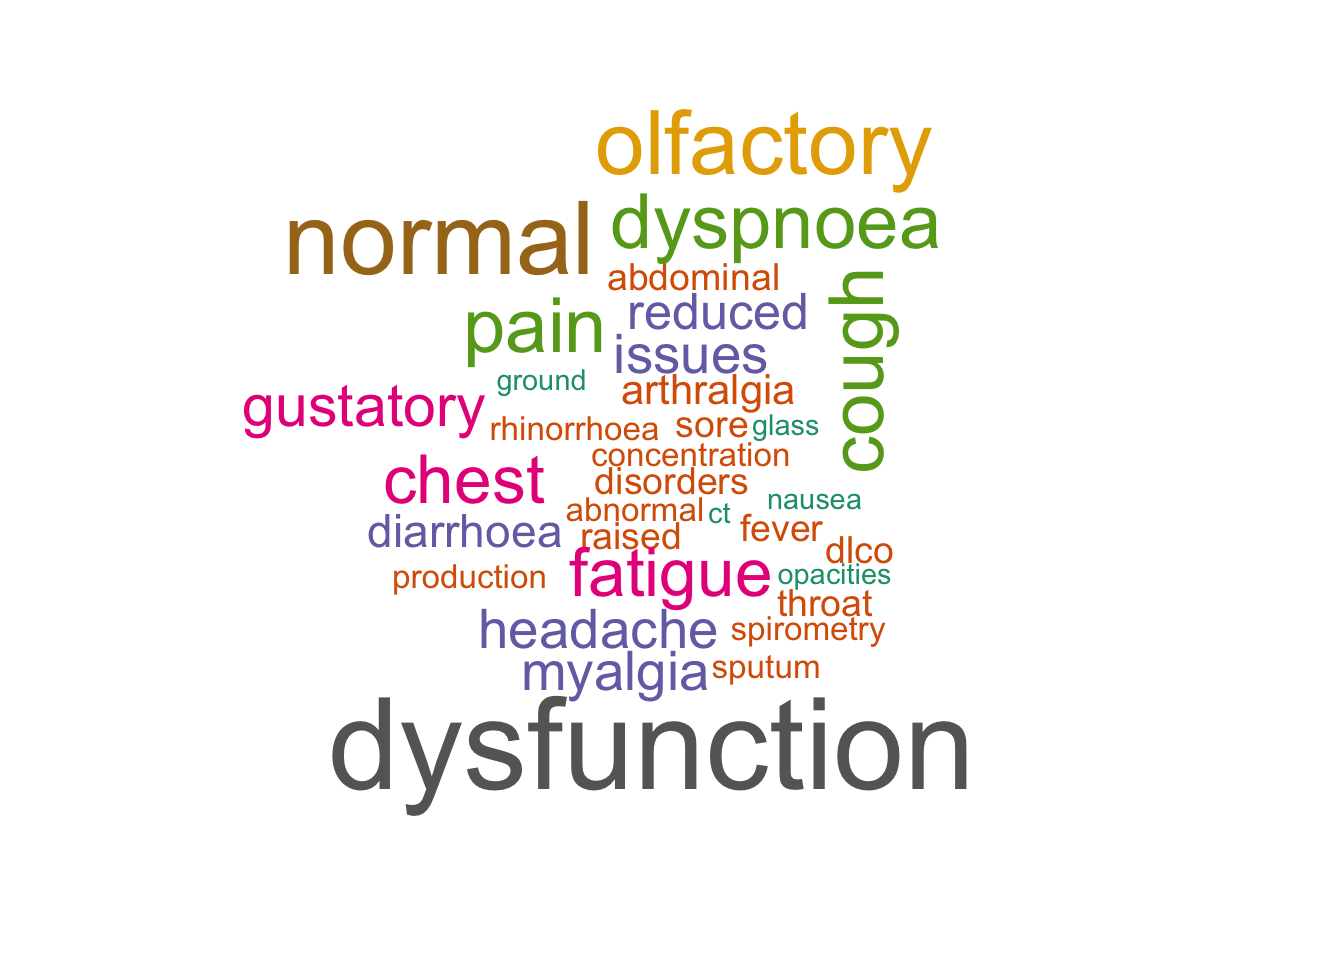 olfactory
normal
dyspnoea
abdominal
cough
reduced
pain
issues
ground
arthralgia
gustatory
rhinorrhoea
sore
glass
concentration
chest
disorders
nausea
abnormal
ct
diarrhoea
raised
fever
dlco
production
fatigue
opacities
throat
headache
spirometry
myalgia
sputum
dysfunction